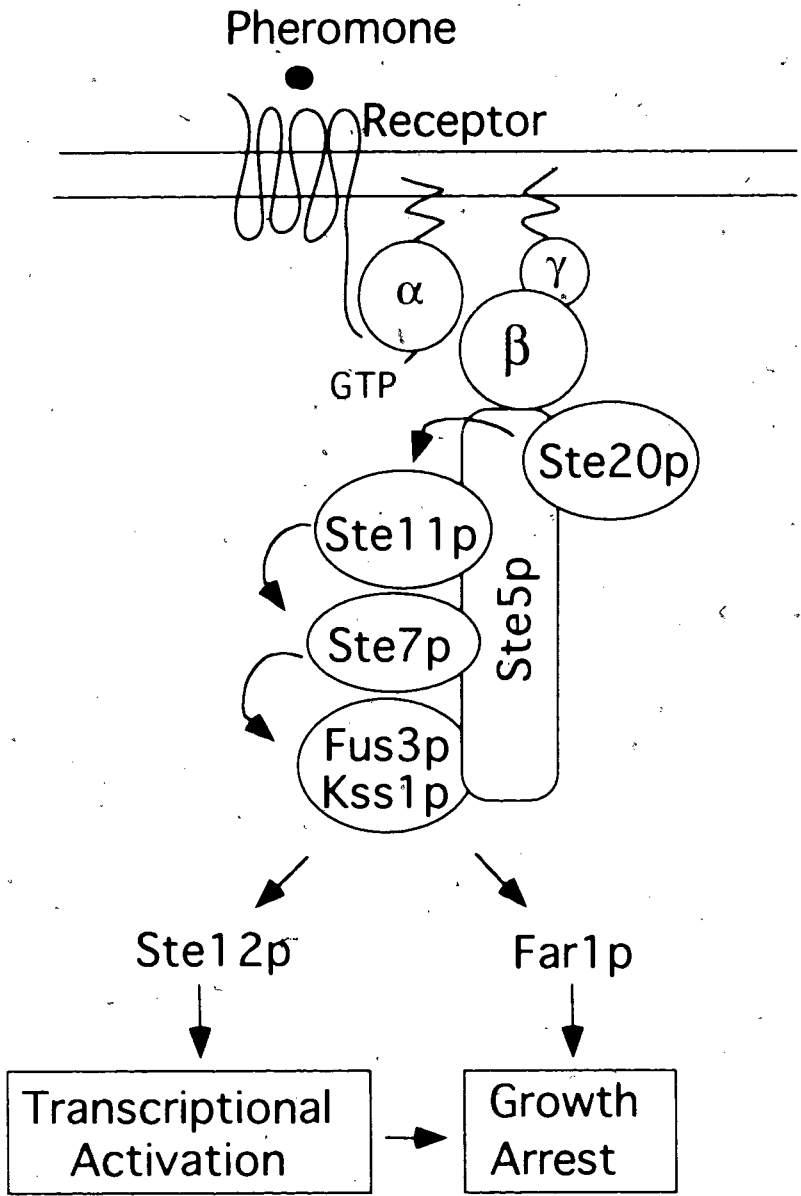 Pheromone
Receptor
α
γ
β
GTP
Ste20p
Ste11p
Ste5p
Ste7p
Fus3p
Kss1p
Ste12p
Far1p
Transcriptional
Activation
Growth
Arrest